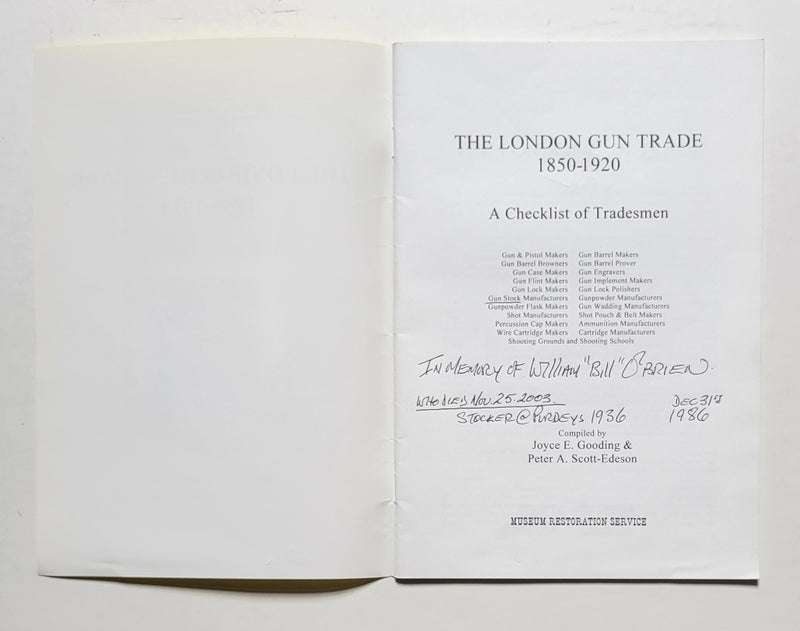 THE LONDON GUN TRADE
1850-1920
A Checklist of Tradesmen
Gun & Pistol Makers Gun Barrel Makers
Gun Barrel Browners Gun Barrel Prover
Gun Case Makers Gun Engravers
Gun Flint Makers Gun Implement Makers
Gun Lock Makers Gun Lock Polishers
Gun Stock Manufacturers Gunpowder Manufacturers
Gunpowder Flask Makers Gun Wadding Manufacturers
Shot Manufacturers Shot Pouch & Belt Makers
Percussion Cap Makers Ammunition Manufacturers
Wire Cartridge Makers Cartridge Manufacturers
Shooting Grounds and Shooting Schools
IN MEMORY OF WILLIAM "BILL" O'BRIEN.
WHO DIED NOV. 25. 2003. DEC 31ST
STOCKER @ PURDEYS 1936 1986
Compiled by
Joyce E. Gooding &
Peter A. Scott-Edeson
MUSEUM RESTORATION SERVICE